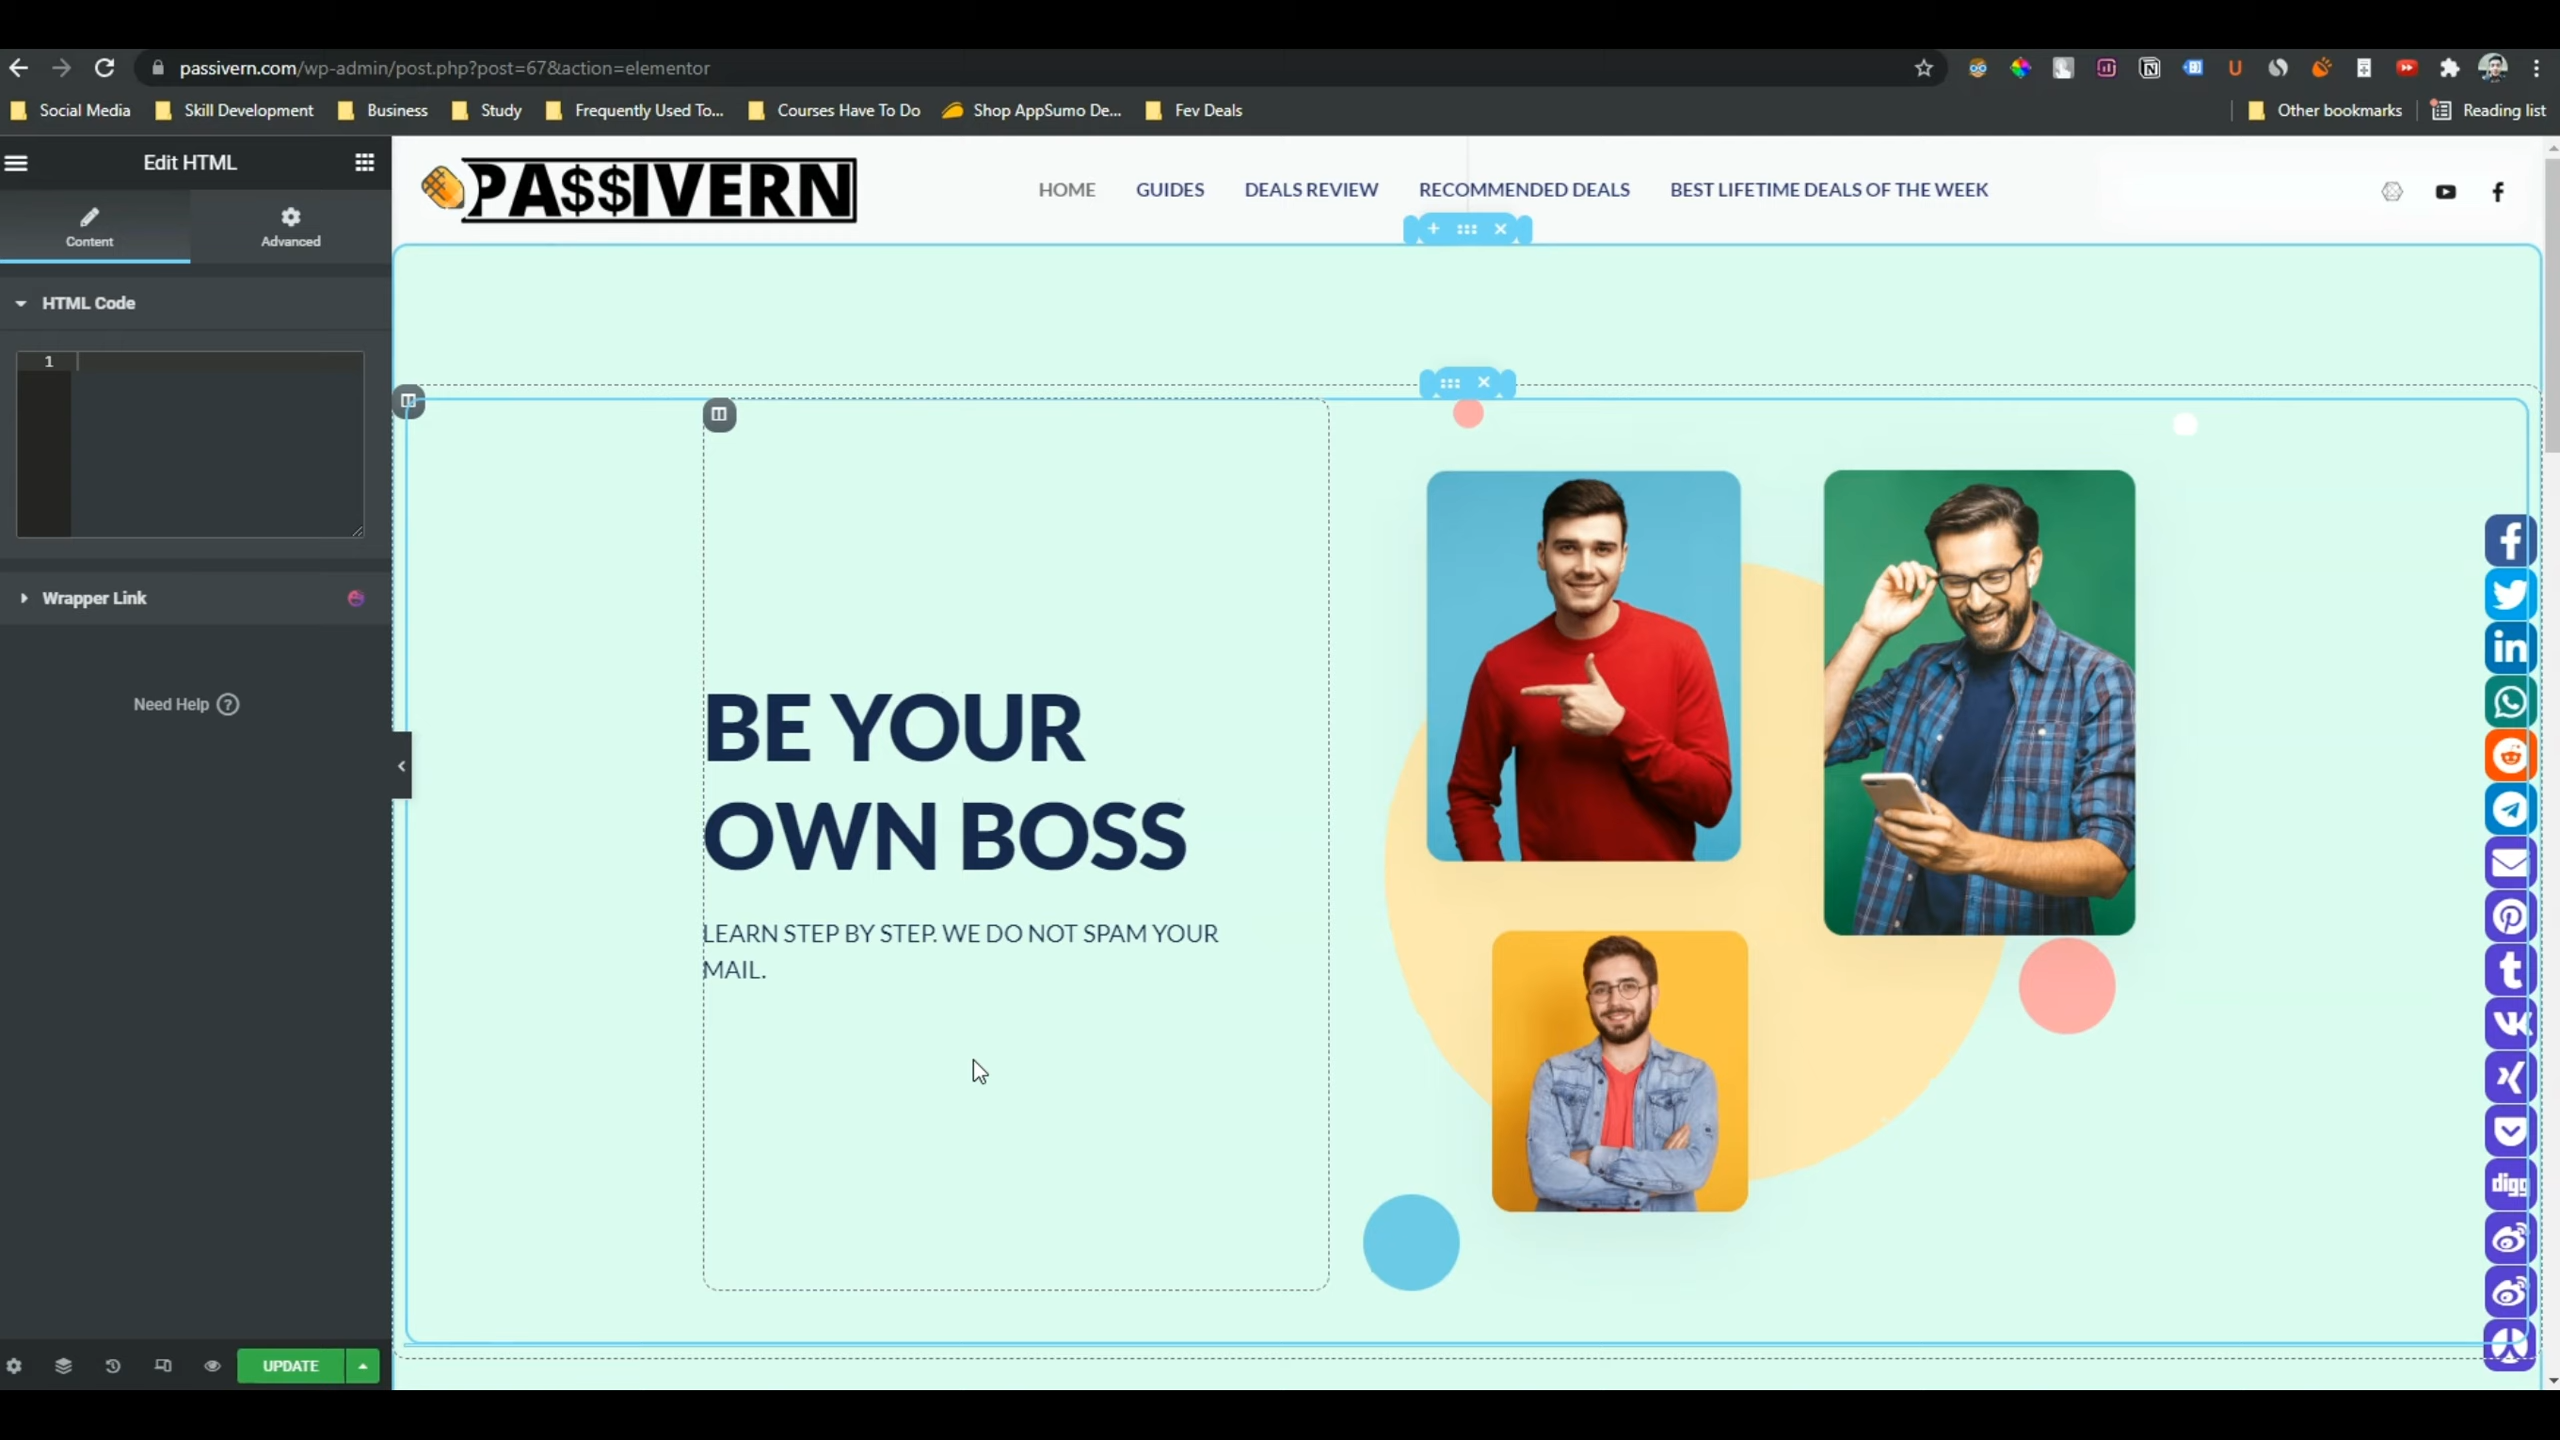 passivern.com/wp-admin/post.php?post=67&action=elementor
Social Media
Skill Development
Business
Study
Frequently Used To...
Courses Have To Do
Shop AppSumo De...
Fev Deals
Other bookmarks
Reading list
Edit HTML
Content
Advanced
HTML Code
1
Wrapper Link
Need Help ?
UPDATE
PA$$IVERN
HOME
GUIDES
DEALS REVIEW
RECOMMENDED DEALS
BEST LIFETIME DEALS OF THE WEEK
BE YOUR
OWN BOSS
LEARN STEP BY STEP. WE DO NOT SPAM YOUR
MAIL.
digg